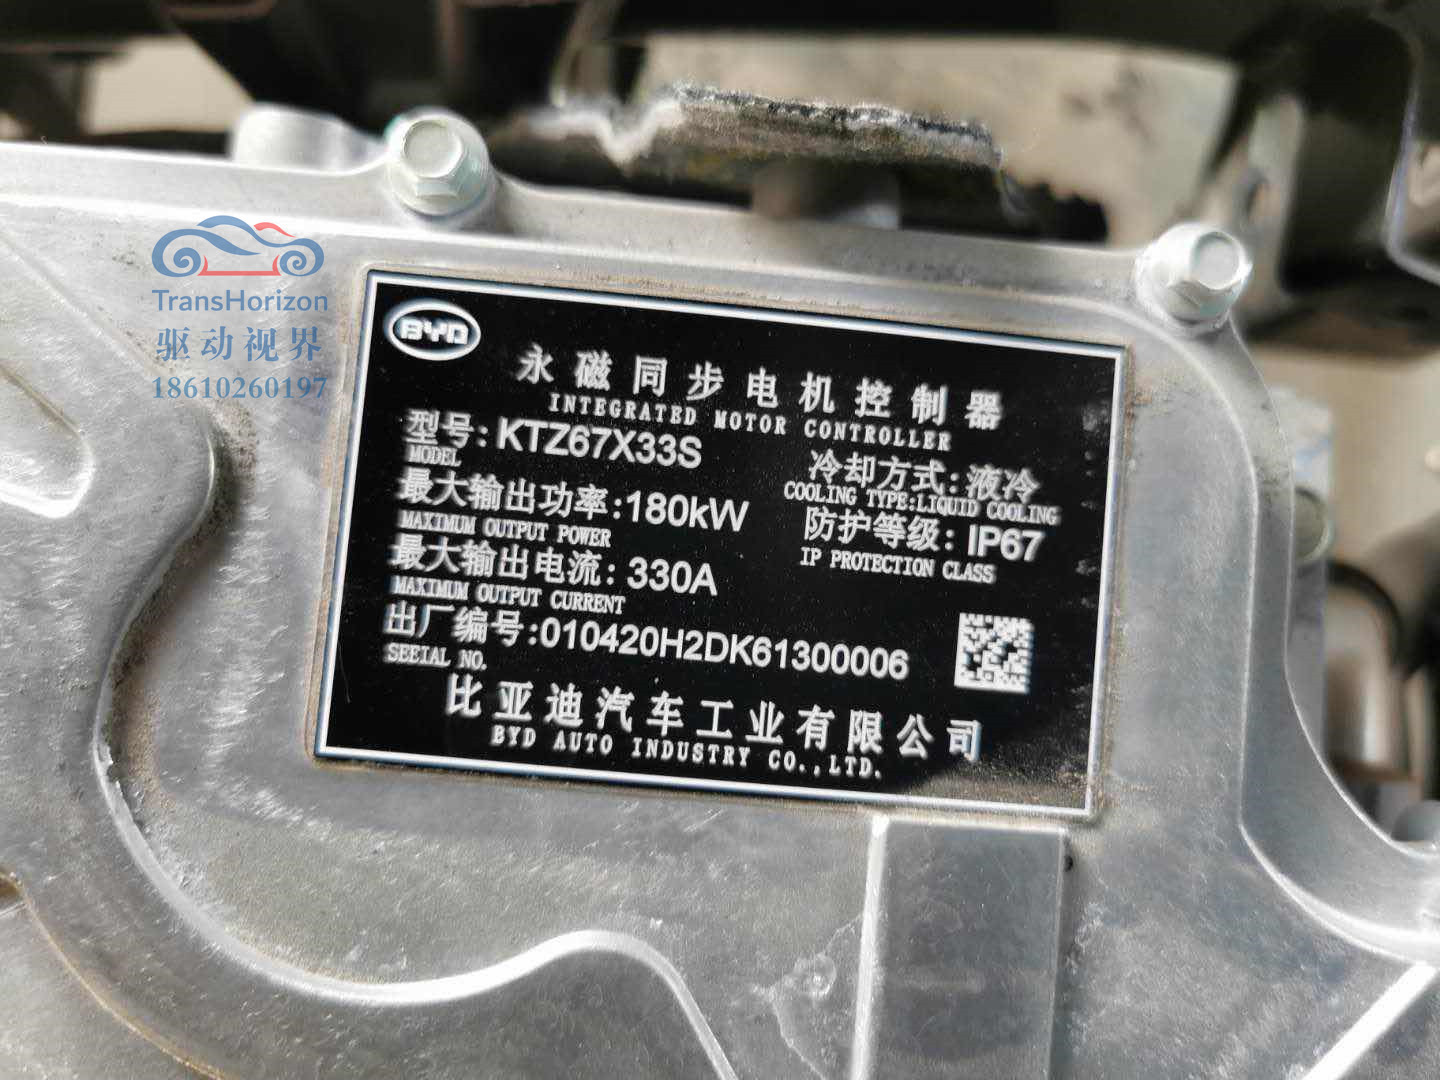 TransHorizon
驱动视界
18610260197
BYD
永磁同步电机控制器
INTEGRATED MOTOR CONTROLLER
型号: KTZ67X33S
MODEL
冷却方式: 液冷
COOLING TYPE:LIQUID COOLING
最大输出功率:180kW
MAXIMUM OUTPUT POWER
防护等级: IP67
IP PROTECTION CLASS
最大输出电流: 330A
MAXIMUM OUTPUT CURRENT
出厂编号:010420H2DK61300006
SEEIAL NO.
比亚迪汽车工业有限公司
BYD AUTO INDUSTRY CO.,LTD.